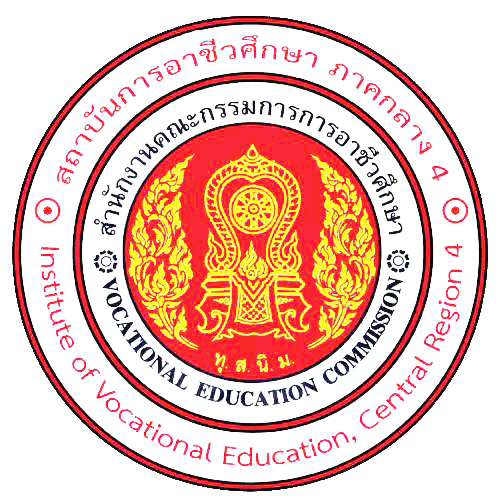 สถาบันการอาชีวศึกษา ภาคกลาง 4
สำนักงานคณะกรรมการการอาชีวศึกษา
ทุ. ส. นิ. ม.
VOCATIONAL EDUCATION COMMISSION
Institute of Vocational Education, Central Region 4